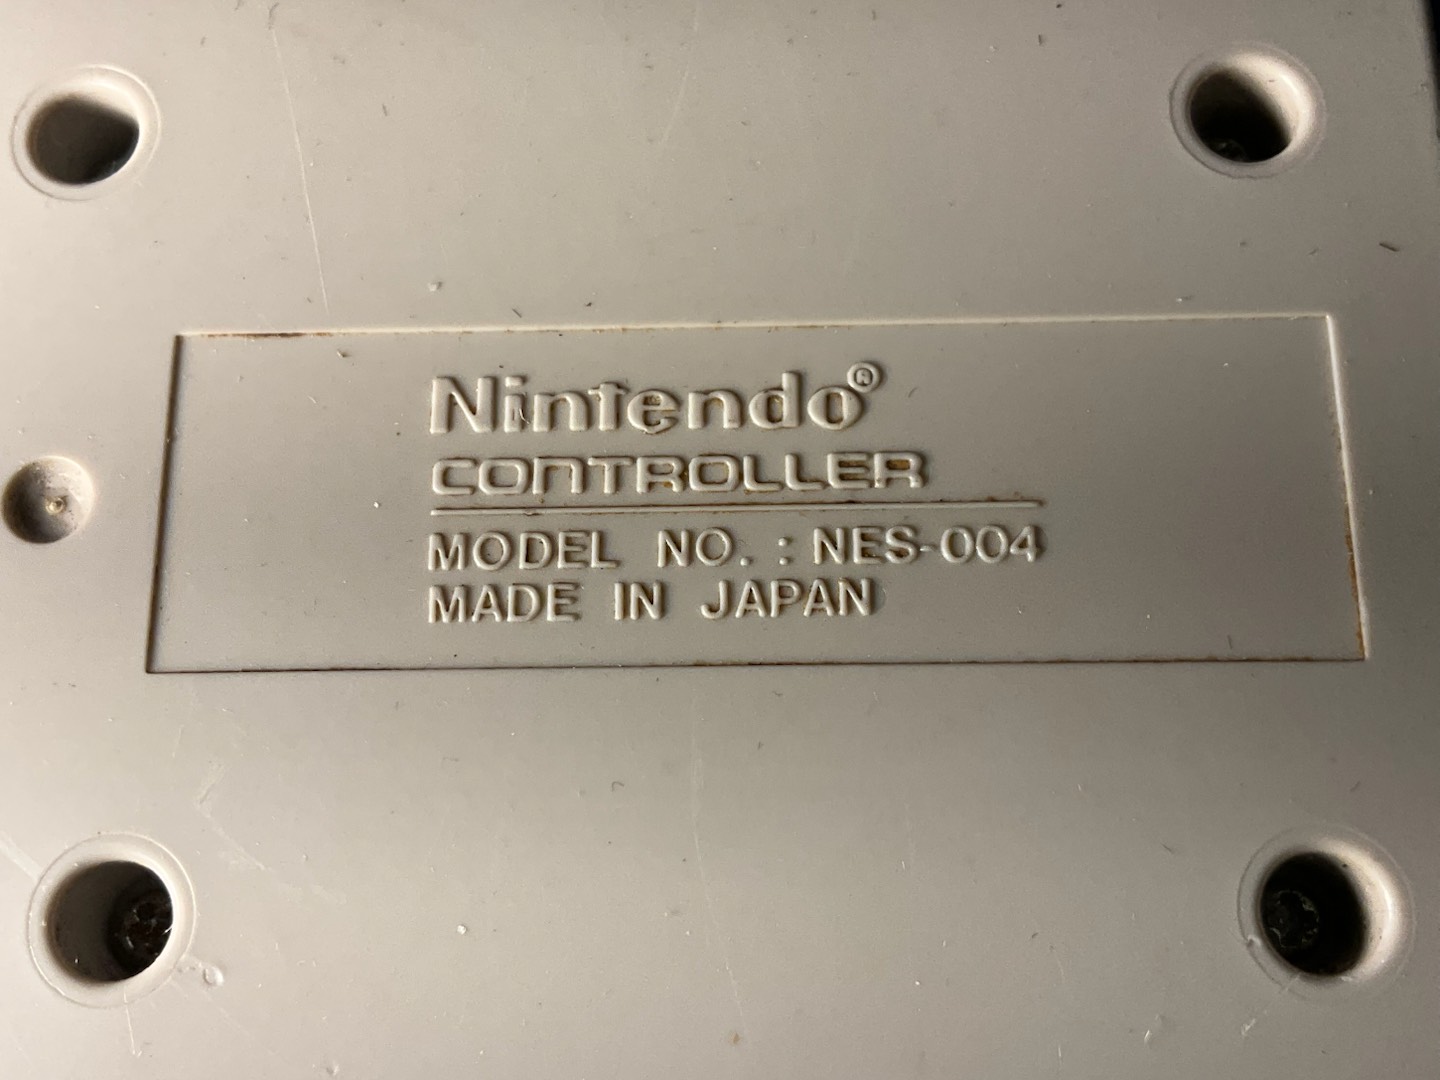 Nintendo®
CONTROLLER
MODEL NO. : NES-004
MADE IN JAPAN